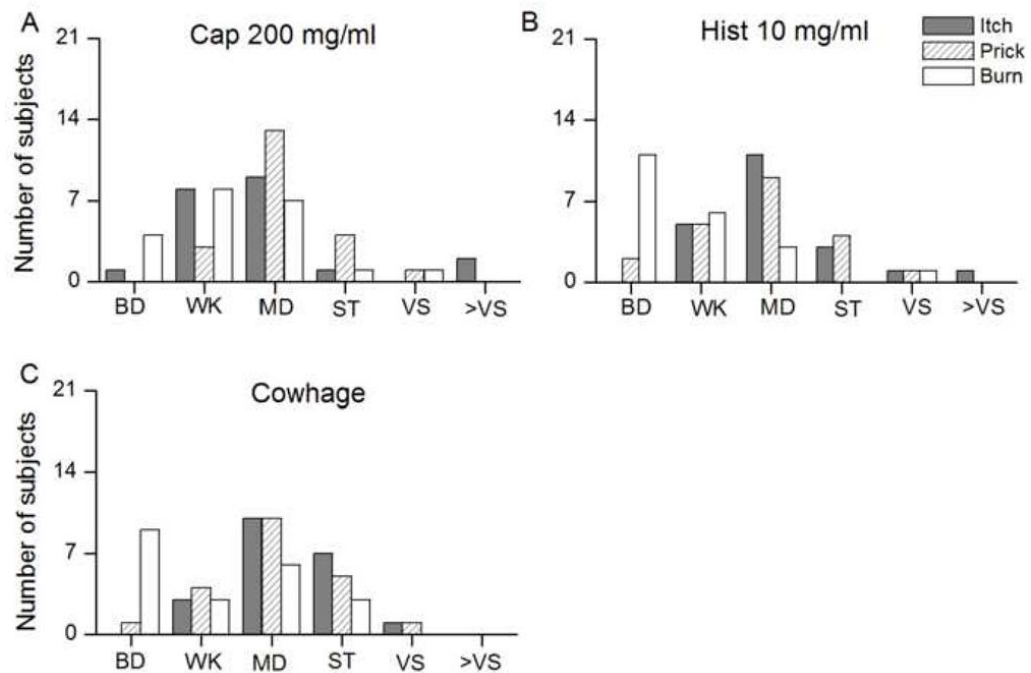 A
Cap 200 mg/ml
Number of subjects
21
14
7
0
BD WK MD ST VS >VS
B
Hist 10 mg/ml
21
14
7
0
BD WK MD ST VS >VS
Itch
Prick
Burn
C
Cowhage
Number of subjects
21
14
7
0
BD WK MD ST VS >VS